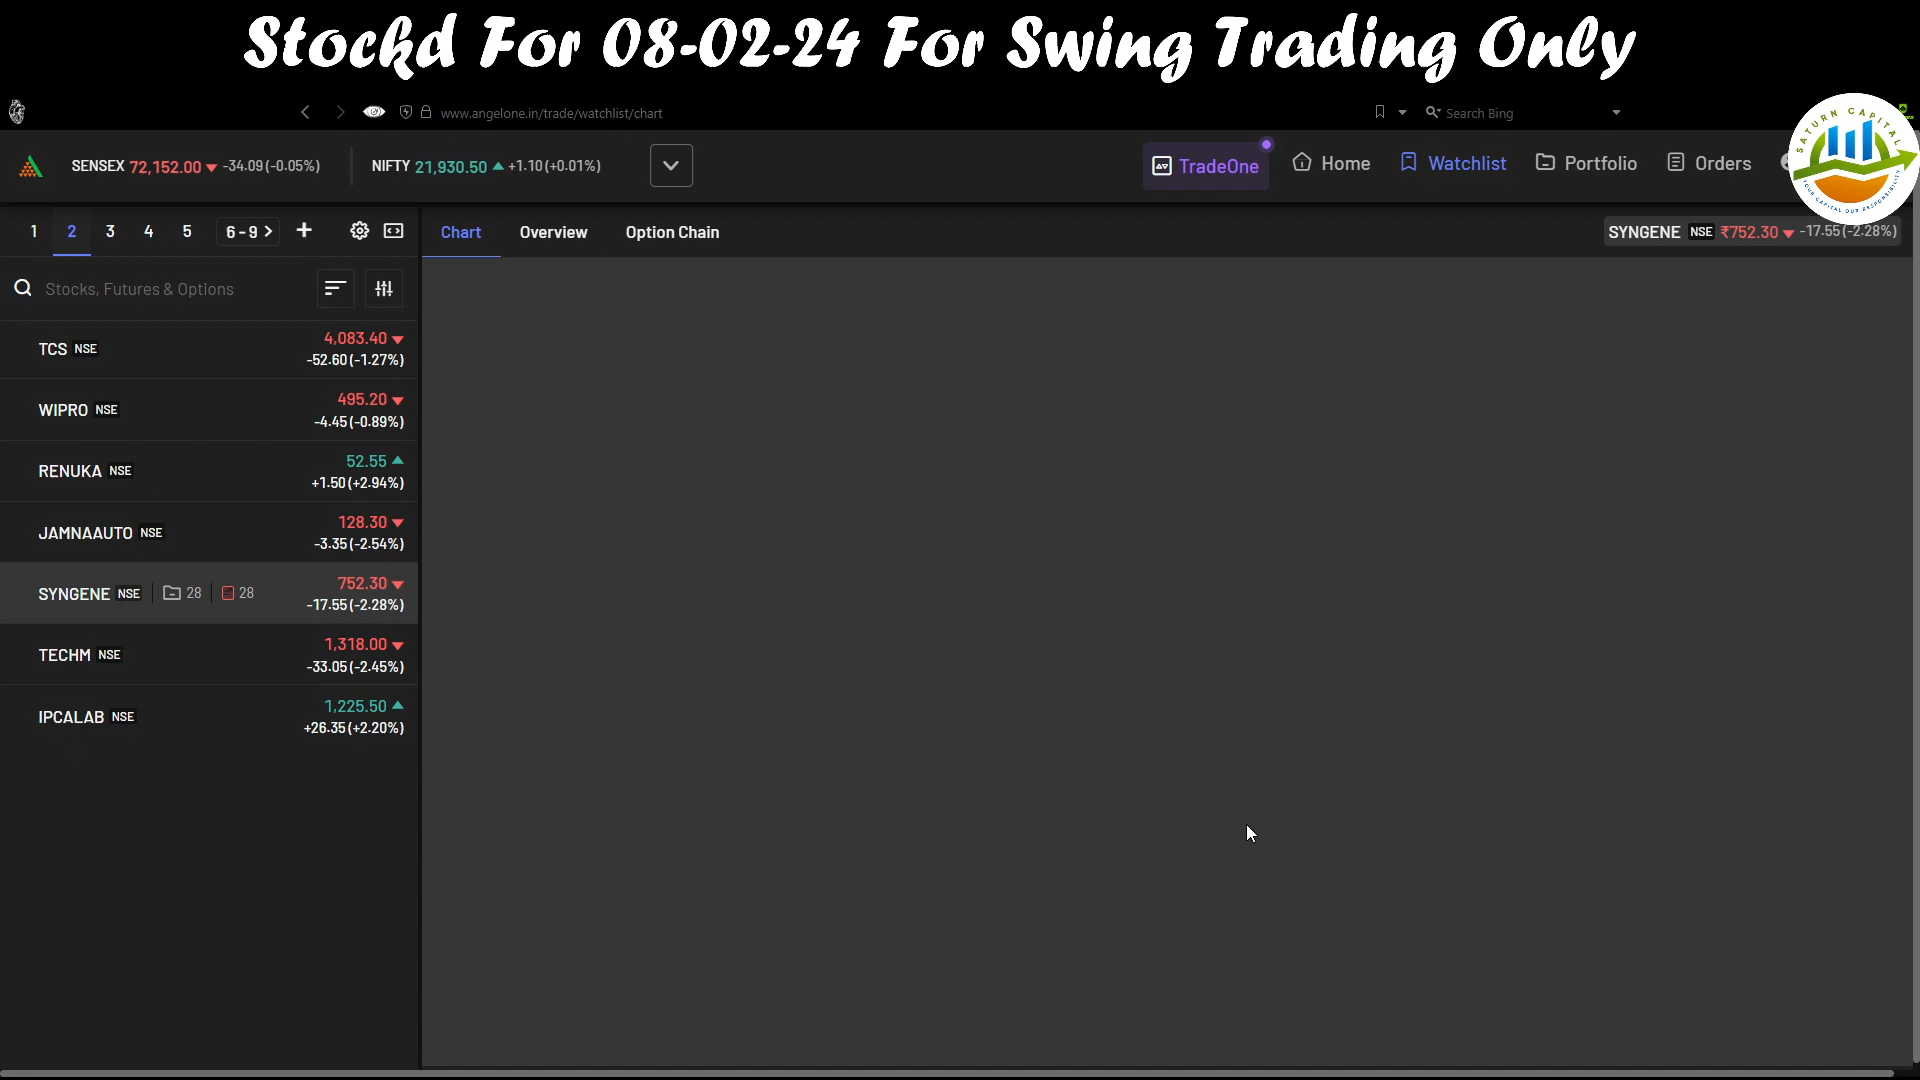 Stockd For 08-02-24 For Swing Trading Only
www.angelone.in/trade/watchlist/chart
Search Bing
SATURN CAPITAL
YOUR CAPITAL OUR RESPONSIBILITY
SENSEX 72,152.00 -34.09 (-0.05%)
NIFTY 21,930.50 +1.10 (+0.01%)
TradeOne
Home
Watchlist
Portfolio
Orders
1 2 3 4 5 6 - 9 > +
Chart
Overview
Option Chain
SYNGENE NSE ₹752.30 -17.55 (-2.28%)
Stocks, Futures & Options
TCS NSE 4,083.40
-52.60 (-1.27%)
WIPRO NSE 495.20
-4.45 (-0.89%)
RENUKA NSE 52.55
+1.50 (+2.94%)
JAMNAAUTO NSE 128.30
-3.35 (-2.54%)
SYNGENE NSE 28 28 752.30
-17.55 (-2.28%)
TECHM NSE 1,318.00
-33.05 (-2.45%)
IPCALAB NSE 1,225.50
+26.35 (+2.20%)